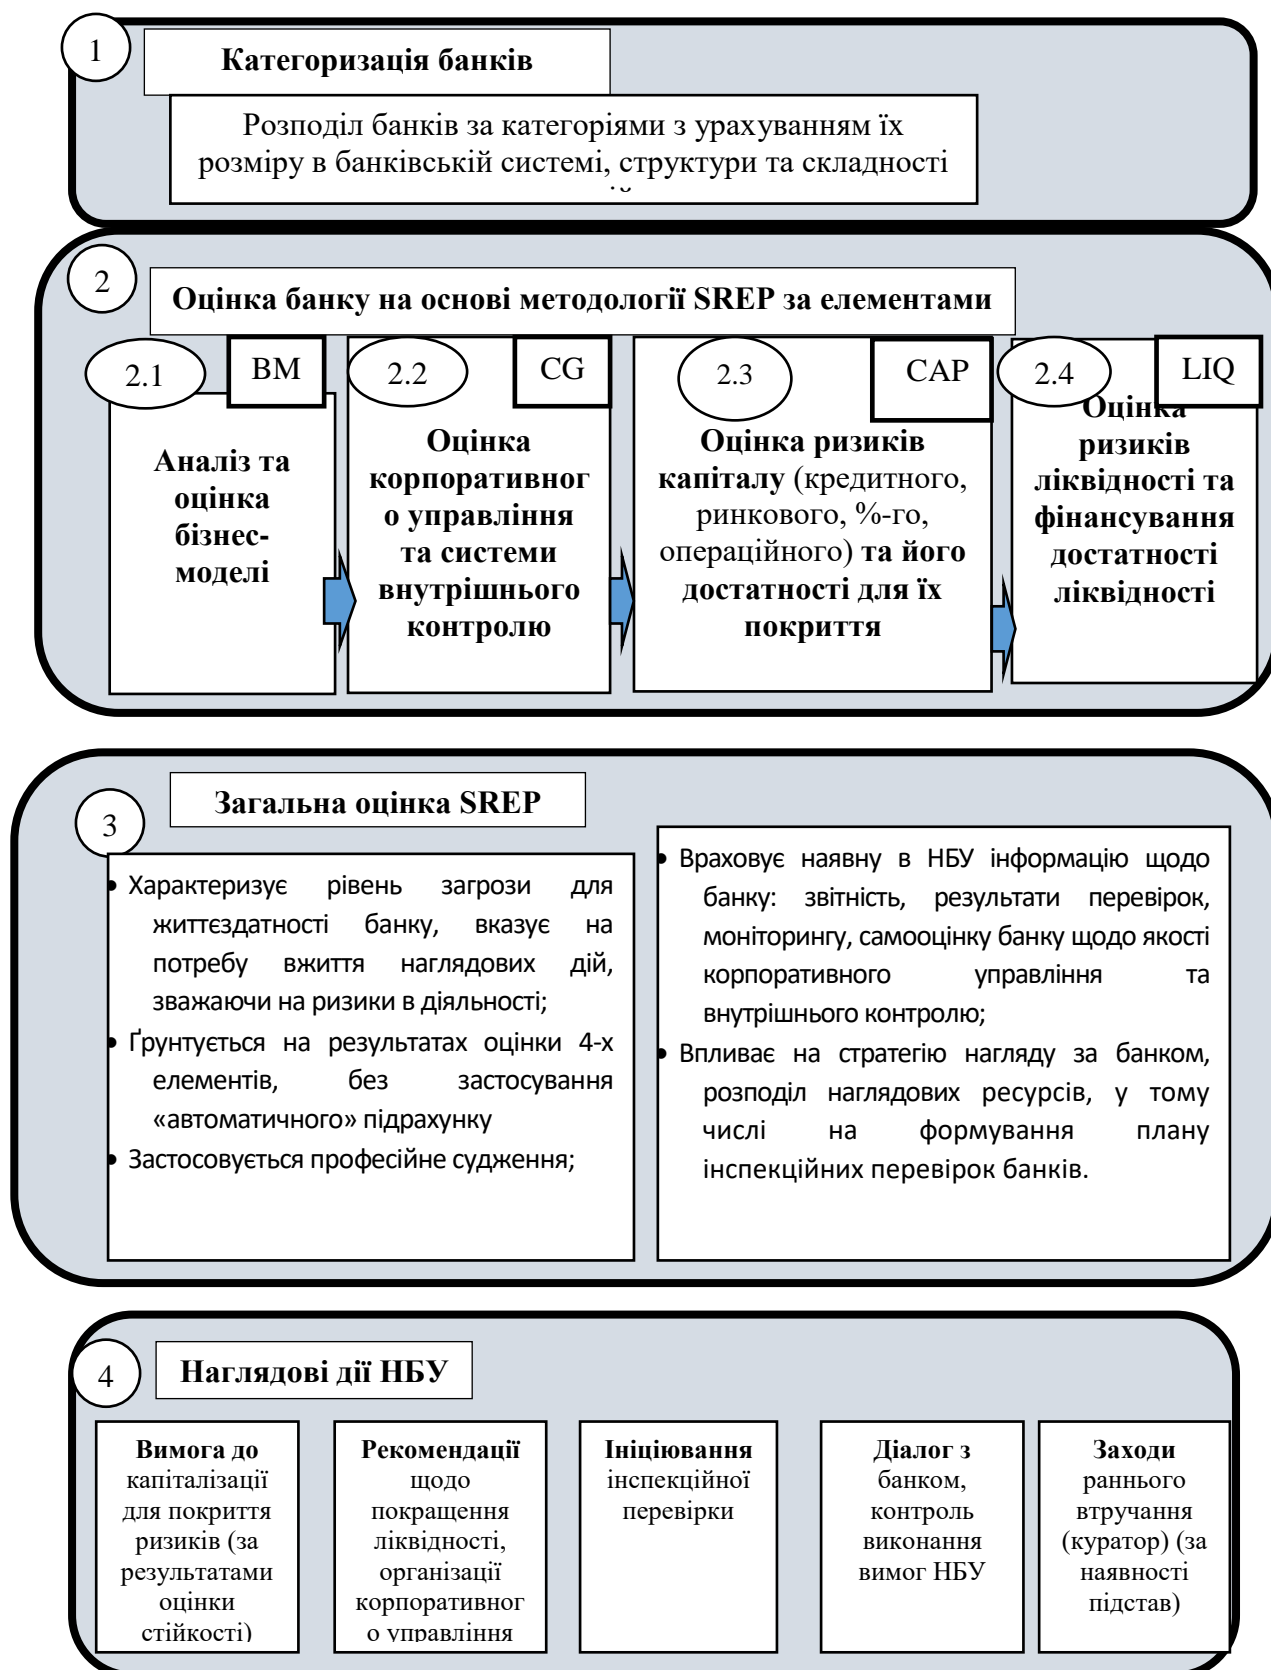 1
Категоризація банків
Розподіл банків за категоріями з урахуванням їх
розміру в банківській системі, структури та складності
2
Оцінка банку на основі методології SREP за елементами
2.1
BM
Аналіз та
оцінка
бізнес-
моделі
2.2
CG
Оцінка
корпоративног
о управління
та системи
внутрішнього
контролю
2.3
CAP
Оцінка ризиків
капіталу (кредитного,
ринкового, %-го,
операційного) та його
достатності для їх
покриття
2.4
LIQ
Оцінка
ризиків
ліквідності та
фінансування
достатності
ліквідності
3
Загальна оцінка SREP
• Характеризує рівень загрози для
життєздатності банку, вказує на
потребу вжиття наглядових дій,
зважаючи на ризики в діяльності;
• Ґрунтується на результатах оцінки 4-х
елементів, без застосування
«автоматичного» підрахунку
• Застосовується професійне судження;
• Враховує наявну в НБУ інформацію щодо
банку: звітність, результати перевірок,
моніторингу, самооцінку банку щодо якості
корпоративного управління та
внутрішнього контролю;
• Впливає на стратегію нагляду за банком,
розподіл наглядових ресурсів, у тому
числі на формування плану
інспекційних перевірок банків.
4
Наглядові дії НБУ
Вимога до
капіталізації
для покриття
ризиків (за
результатами
оцінки
стійкості)
Рекомендації
щодо
покращення
ліквідності,
організації
корпоративног
о управління
Ініціювання
інспекційної
перевірки
Діалог з
банком,
контроль
виконання
вимог НБУ
Заходи
раннього
втручання
(куратор) (за
наявності
підстав)